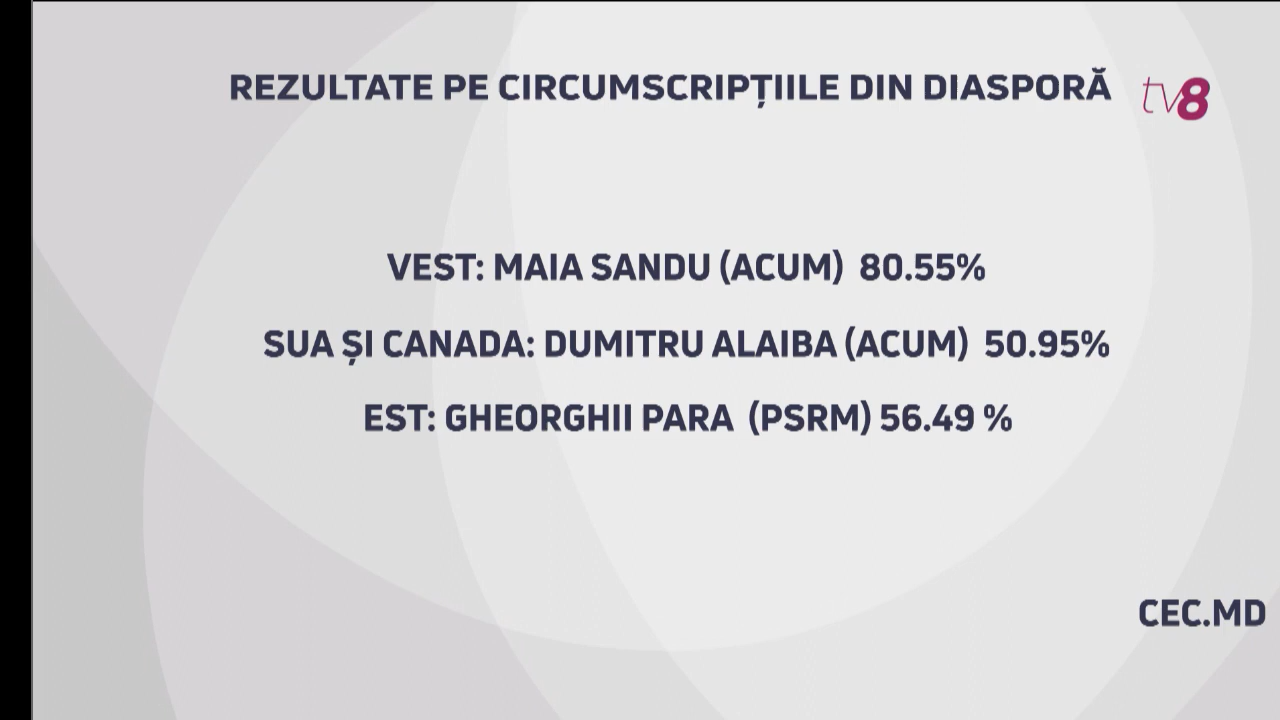 REZULTATE PE CIRCUMSCRIPȚIILE DIN DIASPORĂ
tv8
VEST: MAIA SANDU (ACUM) 80.55%
SUA ȘI CANADA: DUMITRU ALAIBA (ACUM) 50.95%
EST: GHEORGHII PARA (PSRM) 56.49 %
CEC.MD